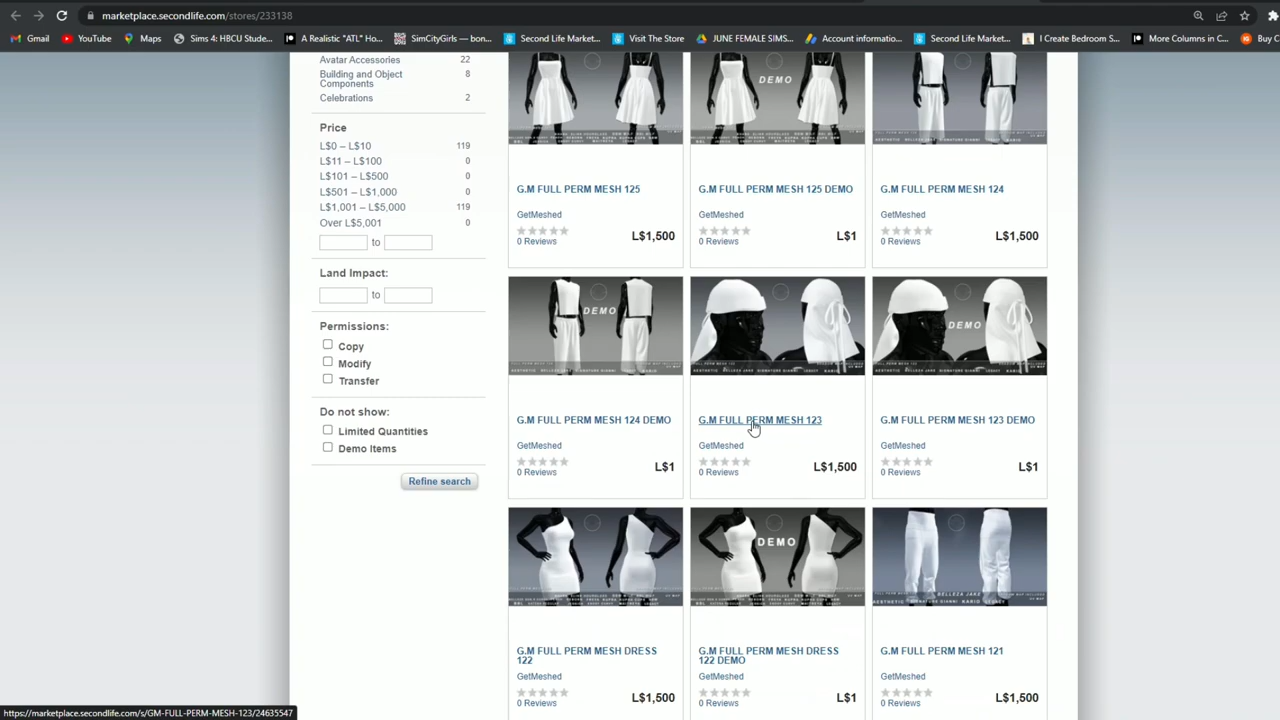 marketplace.secondlife.com/stores/233138
Gmail
YouTube
Maps
Sims 4: HBCU Stude...
A Realistic "ATL" Ho...
SimCityGirls — bon...
Second Life Market...
Visit The Store
JUNE FEMALE SIMS...
Account informatio...
Second Life Market...
I Create Bedroom S...
More Columns in C...
Buy C
Avatar Accessories 22
Building and Object 8
Components
Celebrations 2
Price
L$0 – L$10 119
L$11 – L$100 0
L$101 – L$500 0
L$501 – L$1,000 0
L$1,001 – L$5,000 119
Over L$5,001 0
to
Land Impact:
to
Permissions:
Copy
Modify
Transfer
Do not show:
Limited Quantities
Demo Items
Refine search
G.M FULL PERM MESH 125
GetMeshed
0 Reviews
L$1,500
DEMO
G.M FULL PERM MESH 125 DEMO
GetMeshed
0 Reviews
L$1
G.M FULL PERM MESH 124
GetMeshed
0 Reviews
L$1,500
DEMO
G.M FULL PERM MESH 124 DEMO
GetMeshed
0 Reviews
L$1
G.M FULL PERM MESH 123
GetMeshed
0 Reviews
L$1,500
DEMO
G.M FULL PERM MESH 123 DEMO
GetMeshed
0 Reviews
L$1
G.M FULL PERM MESH DRESS
122
GetMeshed
0 Reviews
L$1,500
DEMO
G.M FULL PERM MESH DRESS
122 DEMO
GetMeshed
0 Reviews
L$1
G.M FULL PERM MESH 121
GetMeshed
0 Reviews
L$1,500
https://marketplace.secondlife.com/s/GM-FULL-PERM-MESH-123/24635547